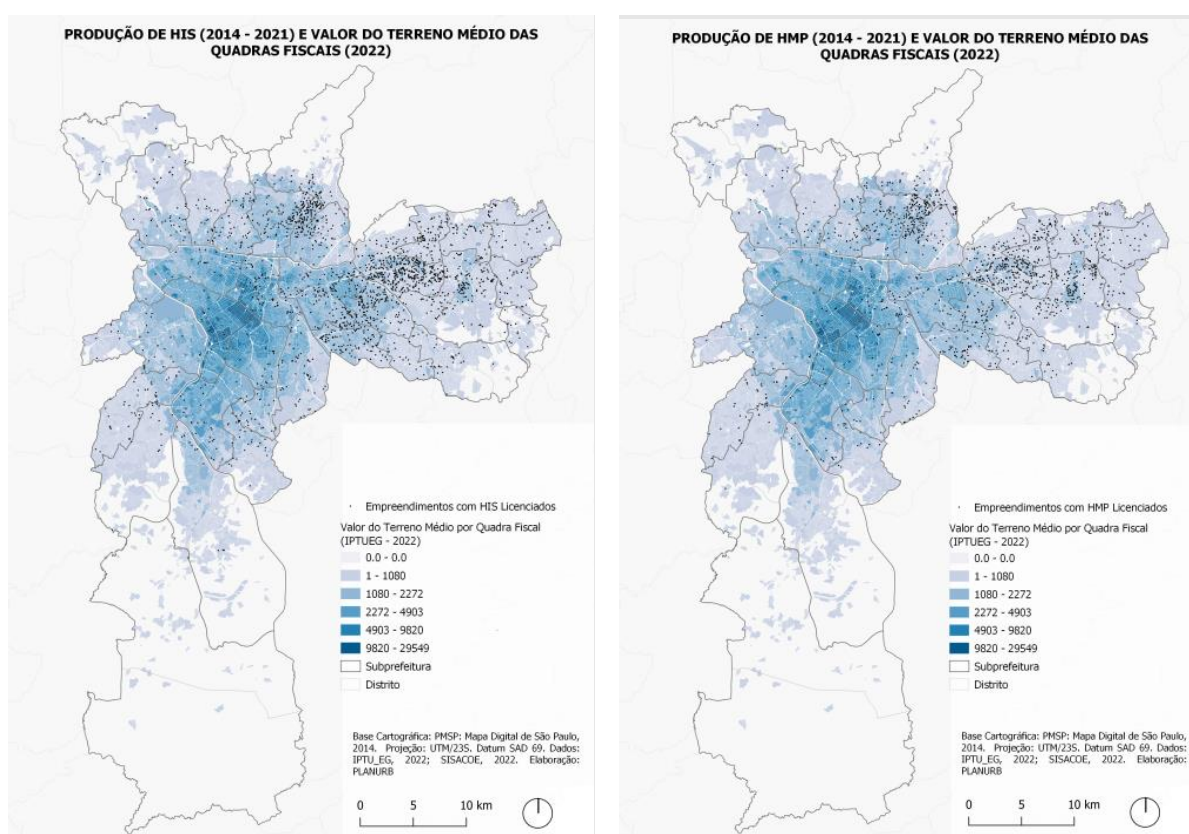 PRODUÇÃO DE HIS (2014 - 2021) E VALOR DO TERRENO MÉDIO DAS
QUADRAS FISCAIS (2022)
Empreendimentos com HIS Licenciados
Valor do Terreno Médio por Quadra Fiscal
(IPTUEG - 2022)
0.0 - 0.0
1 - 1080
1080 - 2272
2272 - 4903
4903 - 9820
9820 - 29549
Subprefeitura
Distrito
Base Cartográfica: PMSP: Mapa Digital de São Paulo,
2014. Projeção: UTM/23S. Datum SAD 69. Dados:
IPTU_EG, 2022; SISACOE, 2022. Elaboração:
PLANURB
0 5 10 km
PRODUÇÃO DE HMP (2014 - 2021) E VALOR DO TERRENO MÉDIO DAS
QUADRAS FISCAIS (2022)
Empreendimentos com HMP Licenciados
Valor do Terreno Médio por Quadra Fiscal
(IPTUEG - 2022)
0.0 - 0.0
1 - 1080
1080 - 2272
2272 - 4903
4903 - 9820
9820 - 29549
Subprefeitura
Distrito
Base Cartográfica: PMSP: Mapa Digital de São Paulo,
2014. Projeção: UTM/23S. Datum SAD 69. Dados:
IPTU_EG, 2022; SISACOE, 2022. Elaboração:
PLANURB
0 5 10 km